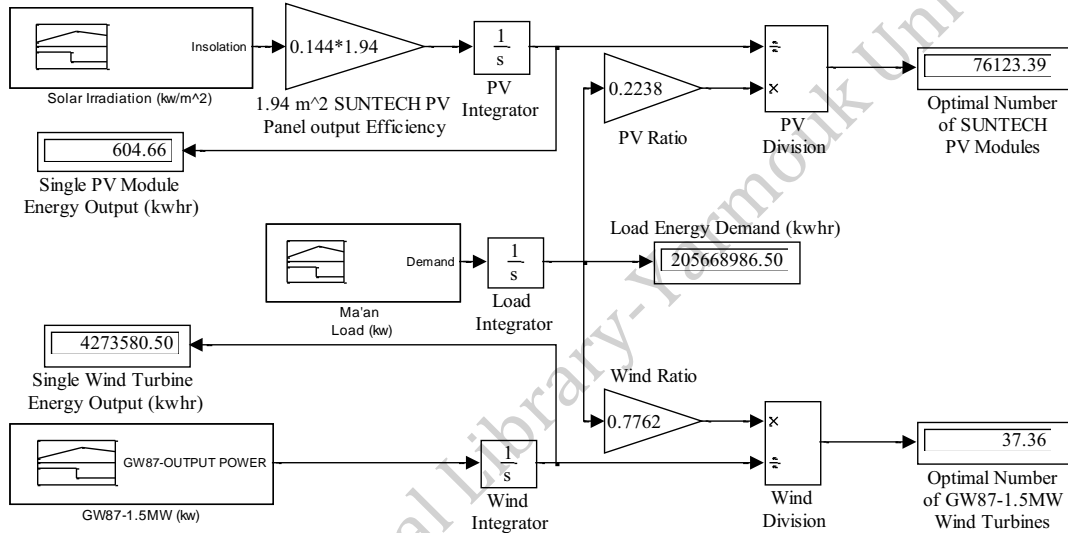 Insolation
Solar Irradiation (kw/m^2)
0.144*1.94
1.94 m^2 SUNTECH PV
Panel output Efficiency
1
s
PV
Integrator
0.2238
PV Ratio
÷
×
PV
Division
76123.39
Optimal Number
of SUNTECH
PV Modules
604.66
Single PV Module
Energy Output (kwhr)
Demand
Ma'an
Load (kw)
1
s
Load
Integrator
Load Energy Demand (kwhr)
205668986.50
4273580.50
Single Wind Turbine
Energy Output (kwhr)
Wind Ratio
0.7762
GW87-OUTPUT POWER
GW87-1.5MW (kw)
1
s
Wind
Integrator
×
÷
Wind
Division
37.36
Optimal Number
of GW87-1.5MW
Wind Turbines
Library-Yarmouk Uni